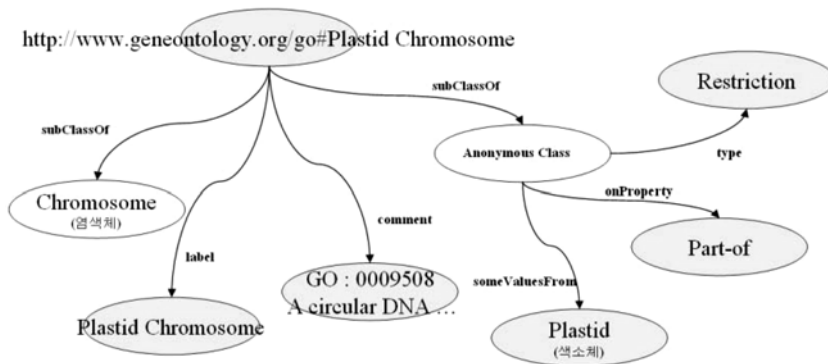 http://www.geneontology.org/go#Plastid Chromosome
subClassOf
subClassOf
Restriction
Anonymous Class
type
Chromosome
(염색체)
onProperty
comment
Part-of
label
GO : 0009508
A circular DNA ...
someValuesFrom
Plastid Chromosome
Plastid
(색소체)